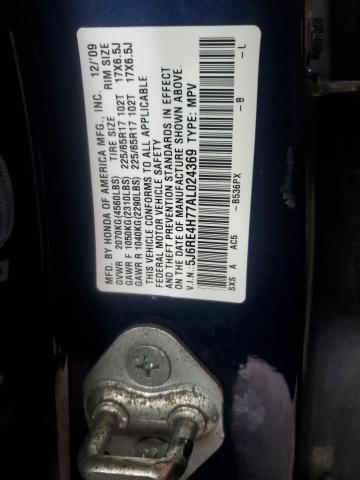 MFD. BY HONDA OF AMERICA MFG., INC. 12/'09
TIRE SIZE RIM SIZE
GVWR 2070KG(4560LBS)
GAWR F 1050KG(2310LBS) 225/65R17 102T 17X6.5J
GAWR R 1040KG(2290LBS) 225/65R17 102T 17X6.5J
THIS VEHICLE CONFORMS TO ALL APPLICABLE
FEDERAL MOTOR VEHICLE SAFETY
AND THEFT PREVENTION STANDARDS IN EFFECT
ON THE DATE OF MANUFACTURE SHOWN ABOVE.
V.I.N.: 5J6RE4H77AL024369 TYPE: MPV
SXS A AC5 - B536PX - B - L